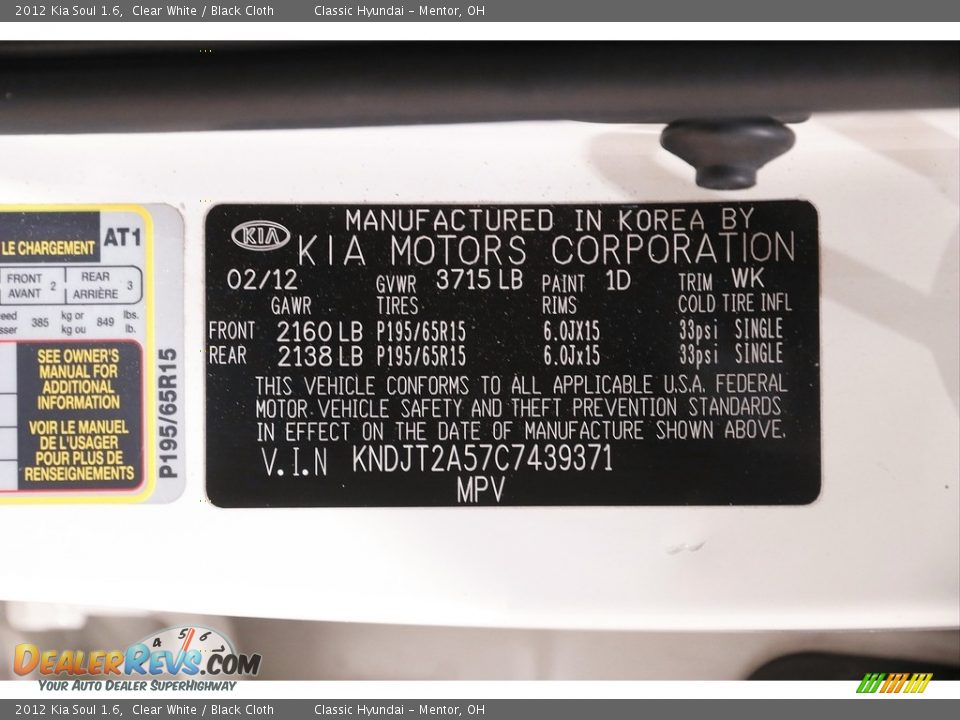 2012 Kia Soul 1.6, Clear White / Black Cloth Classic Hyundai – Mentor, OH
LE CHARGEMENT AT1
FRONT 2 REAR 3
AVANT ARRIÈRE
385 kg or 849 lbs.
kg ou lb.
SEE OWNER'S
MANUAL FOR
ADDITIONAL
INFORMATION
VOIR LE MANUEL
DE L'USAGER
POUR PLUS DE
RENSEIGNEMENTS
P195/65R15
KIA
MANUFACTURED IN KOREA BY
KIA MOTORS CORPORATION
02/12 GVWR 3715 LB PAINT 1D TRIM WK
GAWR TIRES RIMS COLD TIRE INFL
FRONT 2160 LB P195/65R15 6.0JX15 33psi SINGLE
REAR 2138 LB P195/65R15 6.0Jx15 33psi SINGLE
THIS VEHICLE CONFORMS TO ALL APPLICABLE U.S.A. FEDERAL
MOTOR VEHICLE SAFETY AND THEFT PREVENTION STANDARDS
IN EFFECT ON THE DATE OF MANUFACTURE SHOWN ABOVE.
V.I.N KNDJT2A57C7439371
MPV
4 5 6
DEALERREVS.COM
YOUR AUTO DEALER SUPERHIGHWAY
2012 Kia Soul 1.6, Clear White / Black Cloth Classic Hyundai – Mentor, OH